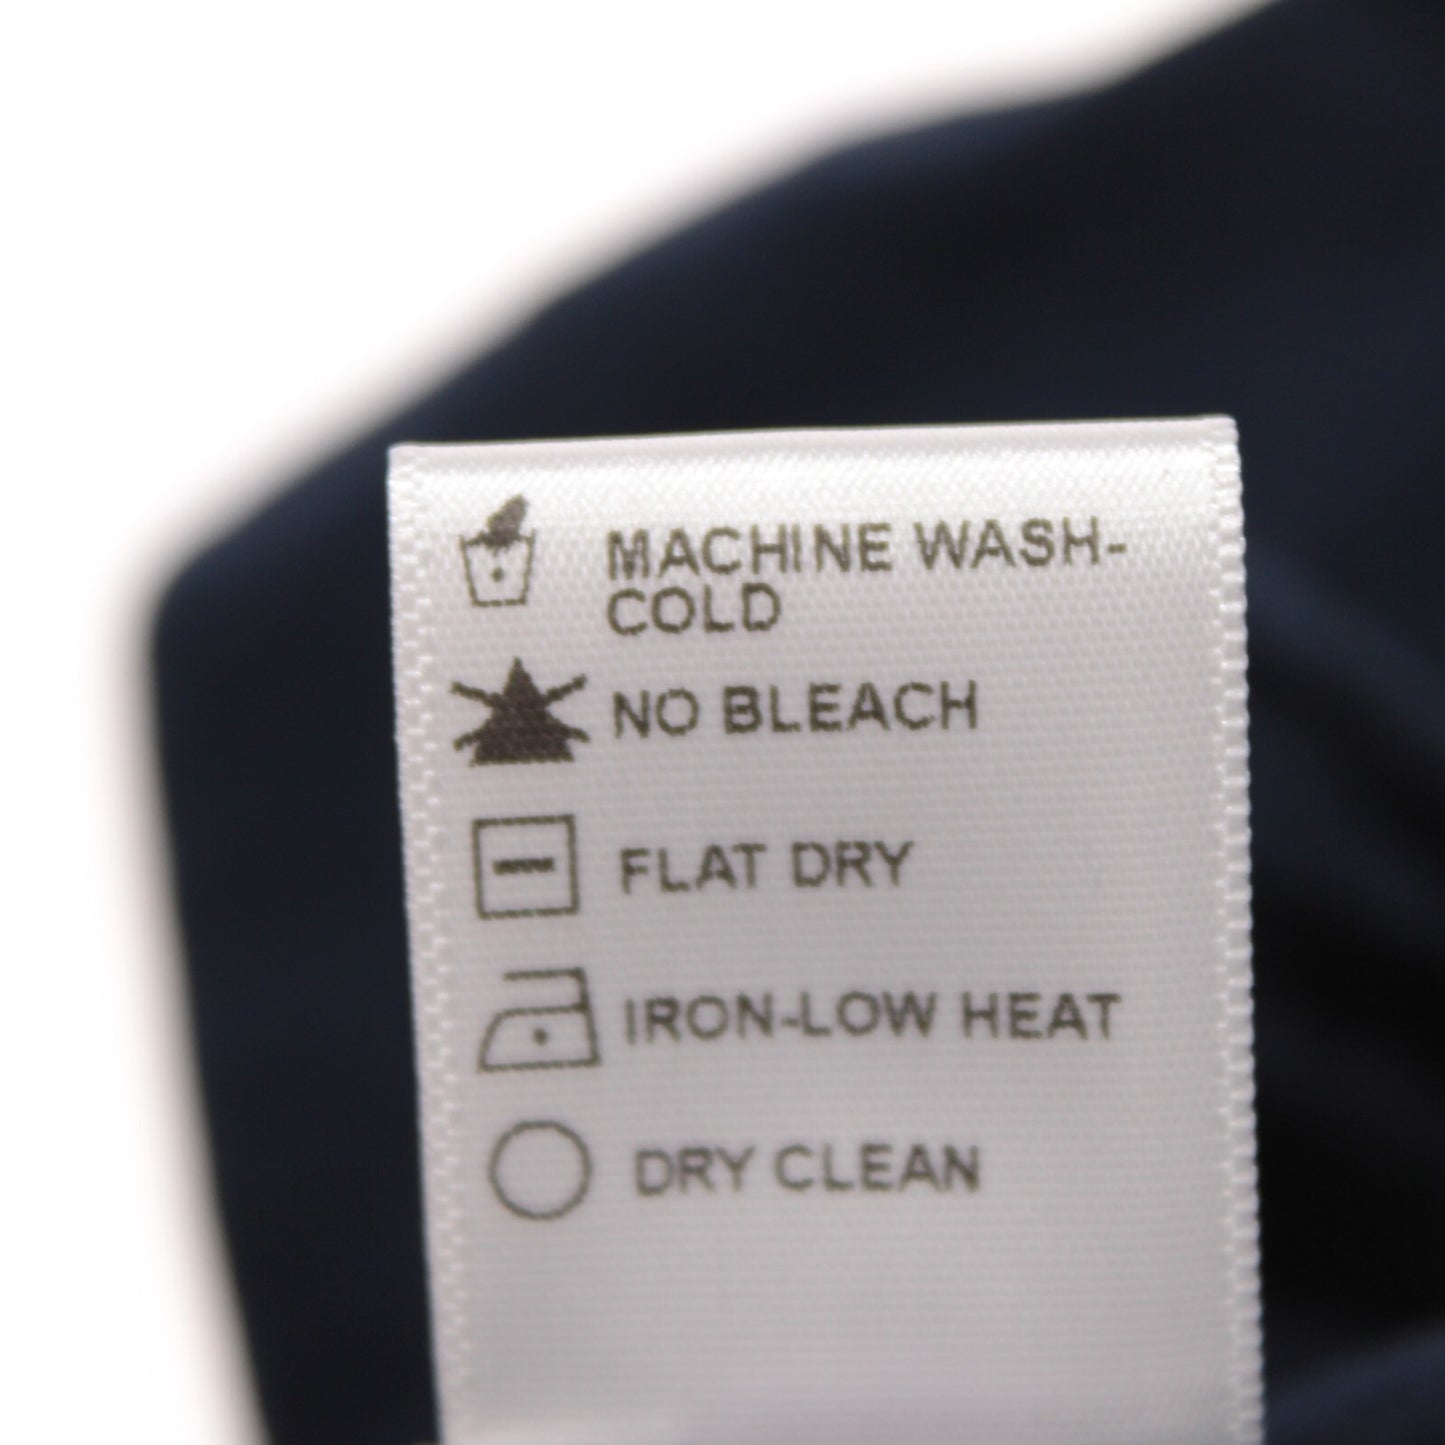 MACHINE WASH-
COLD
NO BLEACH
FLAT DRY
IRON-LOW HEAT
DRY CLEAN